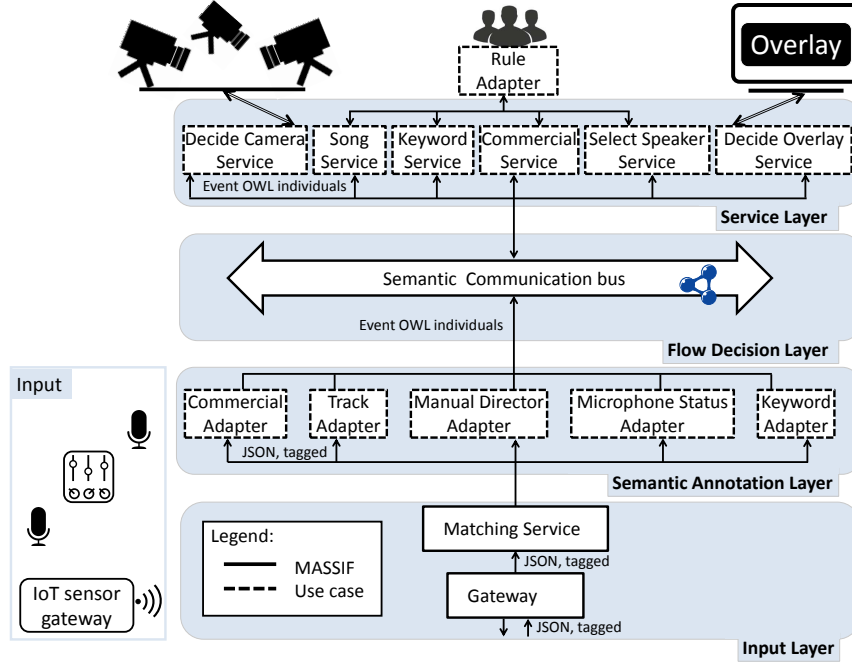 Overlay
Rule
Adapter
Decide Camera
Service
Song
Service
Keyword
Service
Commercial
Service
Select Speaker
Service
Decide Overlay
Service
Event OWL individuals
Service Layer
Semantic Communication bus
Event OWL individuals
Flow Decision Layer
Input
Commercial
Adapter
Track
Adapter
Manual Director
Adapter
Microphone Status
Adapter
Keyword
Adapter
JSON, tagged
Semantic Annotation Layer
Legend:
MASSIF
Use case
Matching Service
JSON, tagged
Gateway
JSON, tagged
IoT sensor
gateway
Input Layer